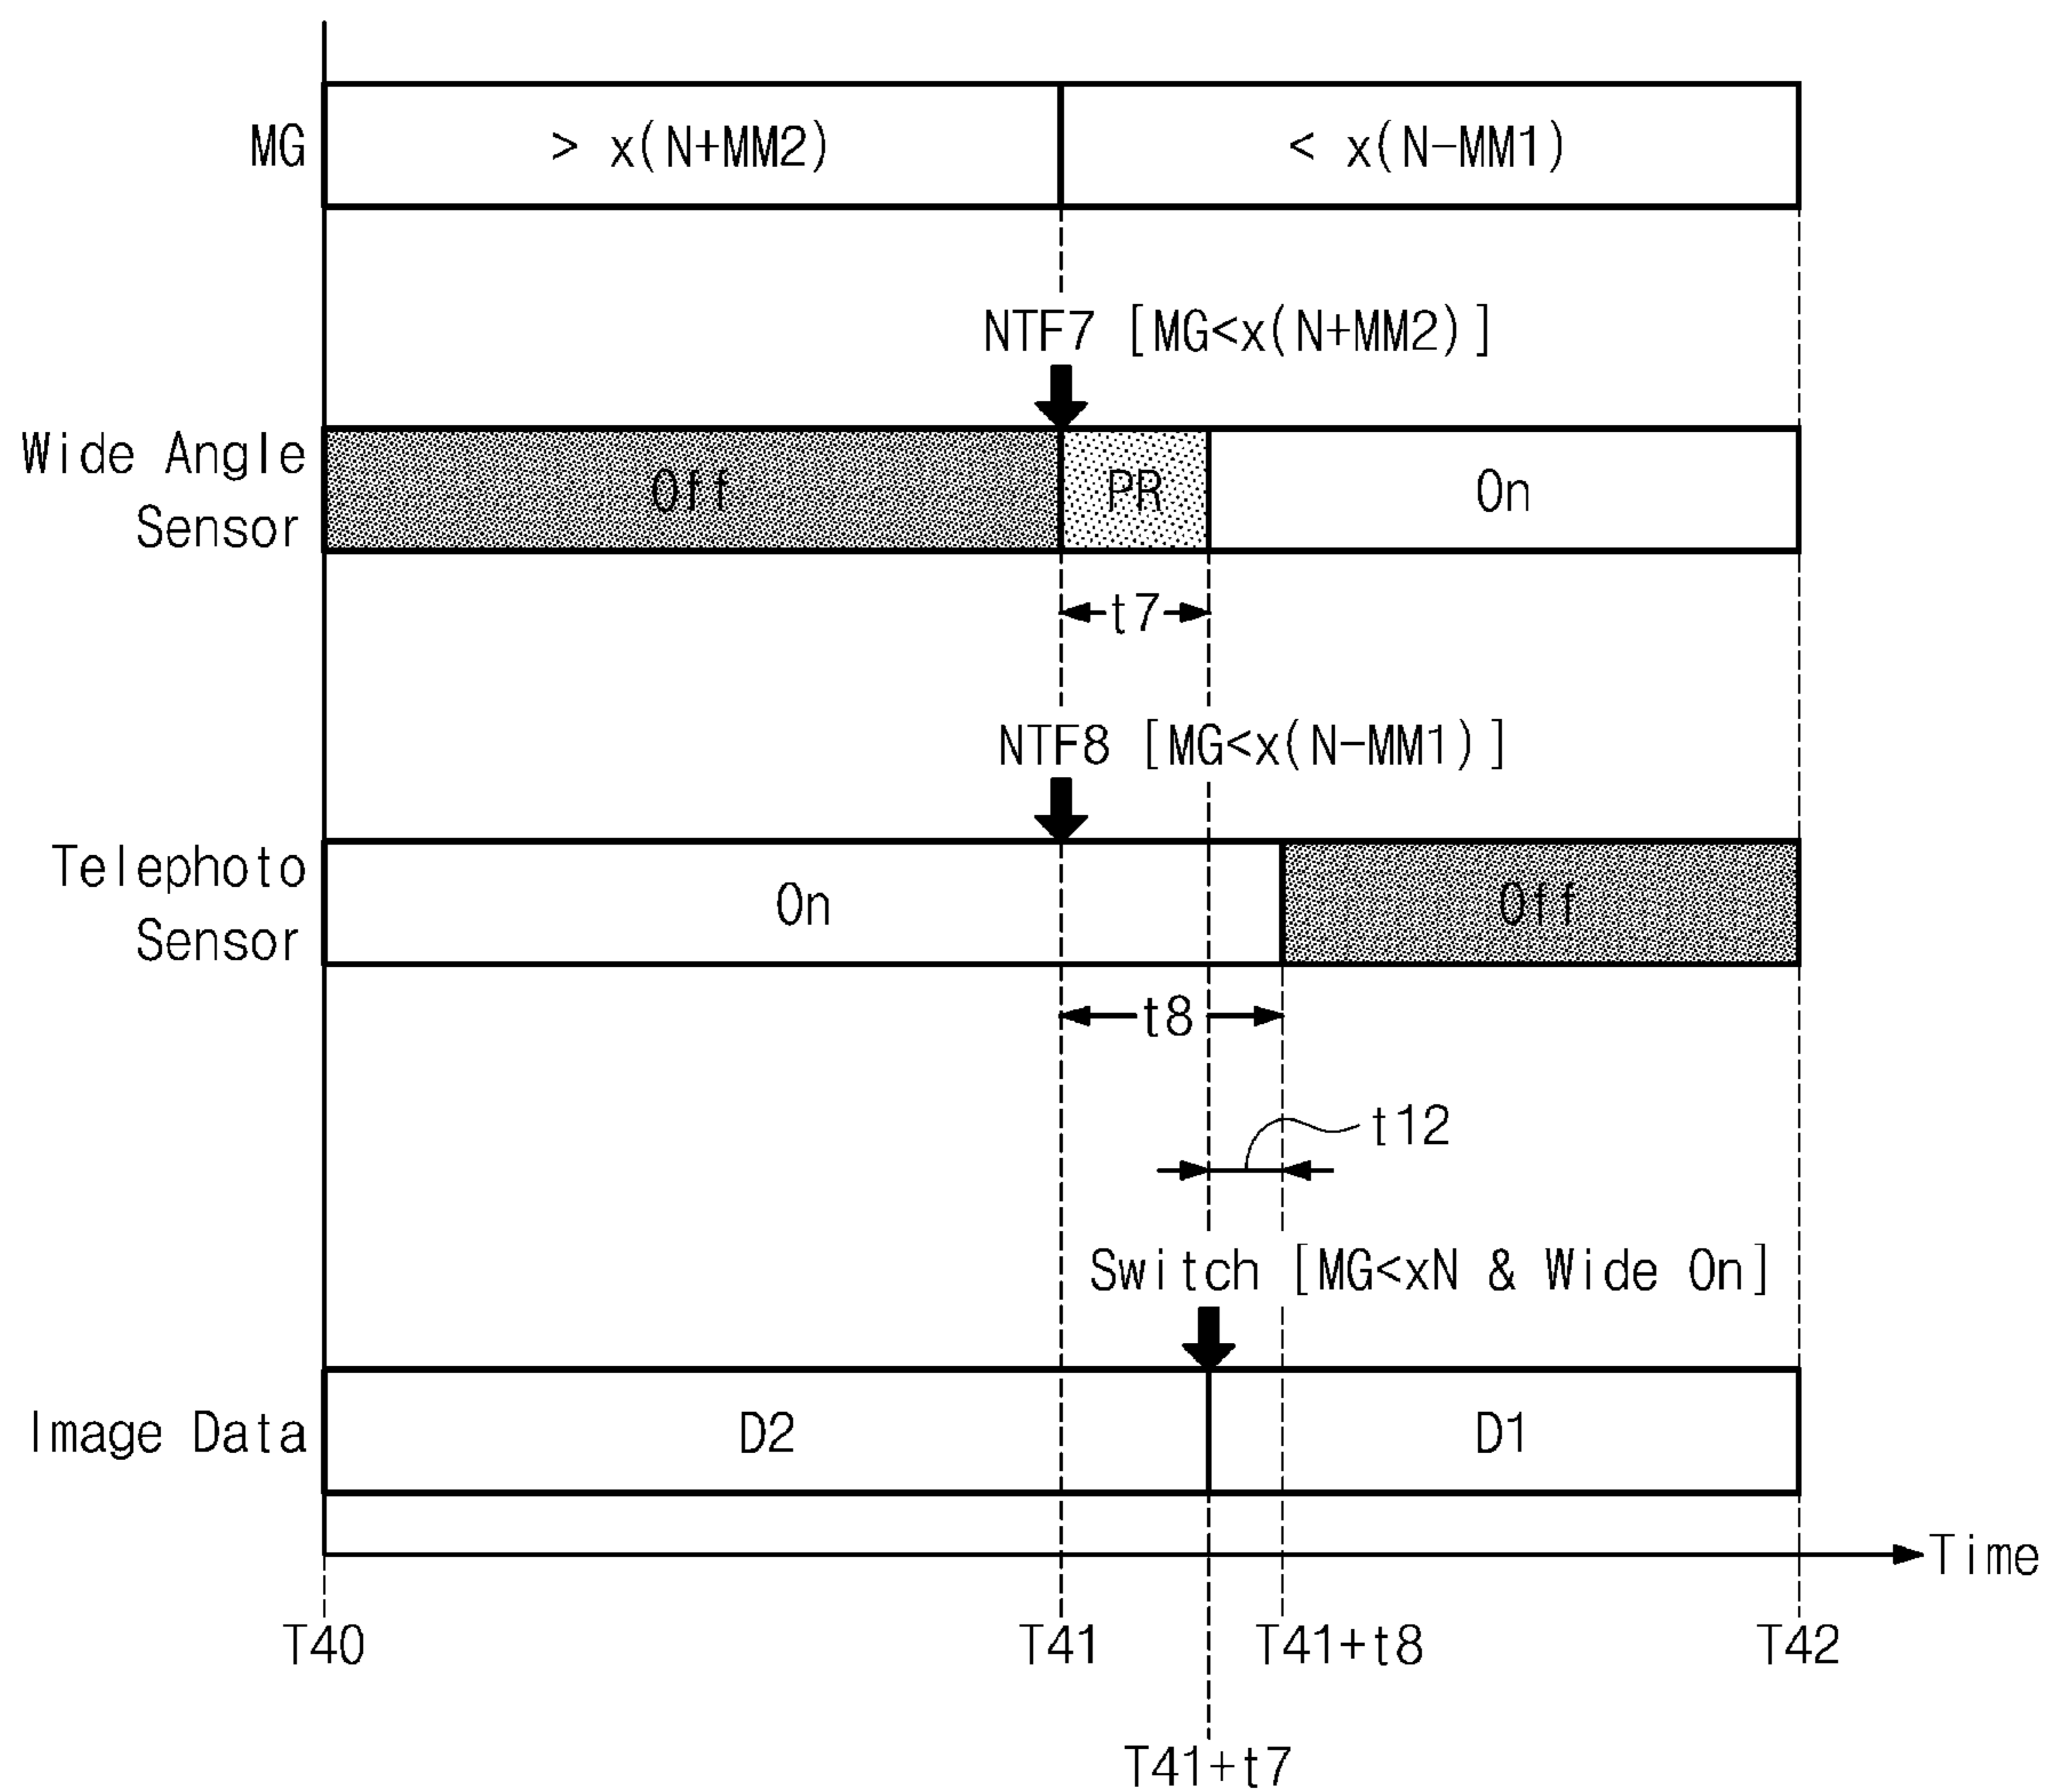 MG
> x(N+MM2)
< x(N-MM1)
NTF7 [MG<x(N+MM2)]
Wide Angle
Sensor
Off
PR
On
t7
NTF8 [MG<x(N-MM1)]
Telephoto
Sensor
On
Off
t8
t12
Switch [MG<xN & Wide On]
Image Data
D2
D1
Time
T40
T41
T41+t8
T42
T41+t7